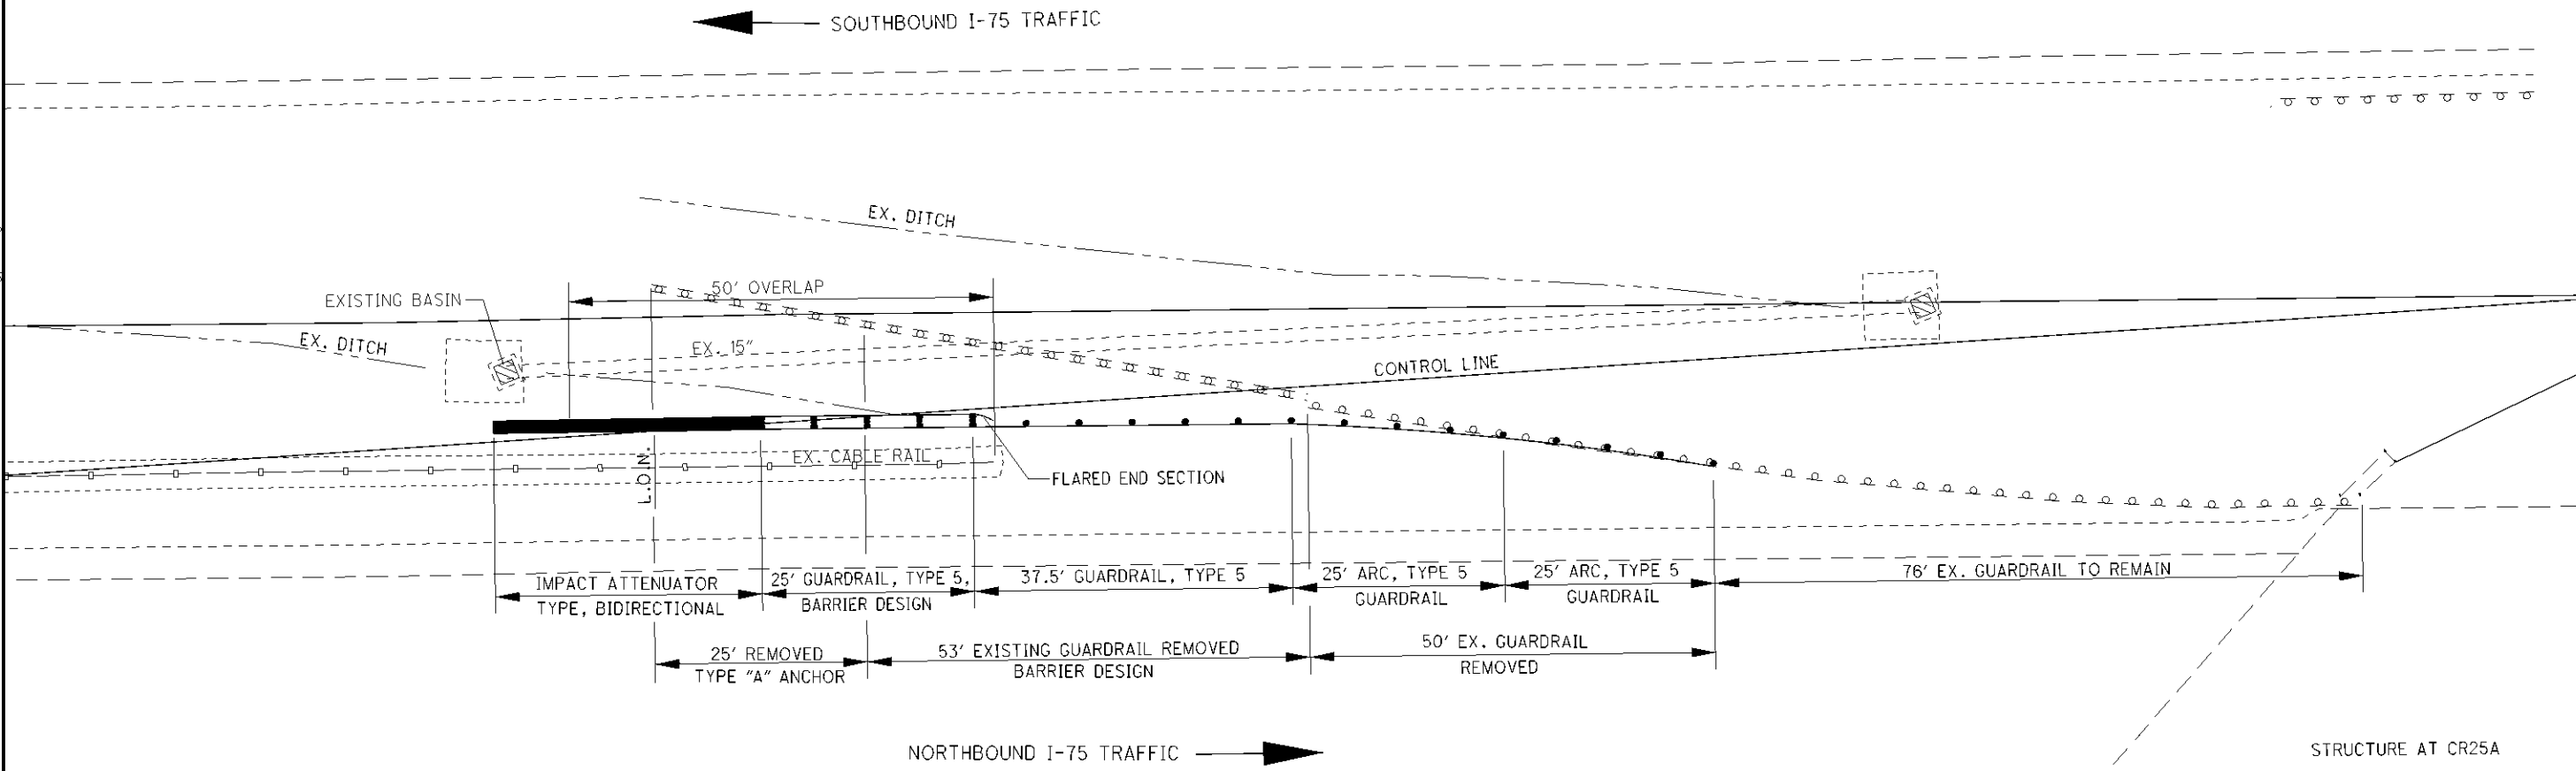 SOUTHBOUND I-75 TRAFFIC
EX. DITCH
50' OVERLAP
EXISTING BASIN
EX. DITCH
EX. 15"
CONTROL LINE
EX. CABLE RAIL
L.O.N.
FLARED END SECTION
IMPACT ATTENUATOR
TYPE, BIDIRECTIONAL
25' GUARDRAIL, TYPE 5,
BARRIER DESIGN
37.5' GUARDRAIL, TYPE 5
25' ARC, TYPE 5
GUARDRAIL
25' ARC, TYPE 5
GUARDRAIL
76' EX. GUARDRAIL TO REMAIN
25' REMOVED
TYPE "A" ANCHOR
53' EXISTING GUARDRAIL REMOVED
BARRIER DESIGN
50' EX. GUARDRAIL
REMOVED
NORTHBOUND I-75 TRAFFIC
STRUCTURE AT CR25A